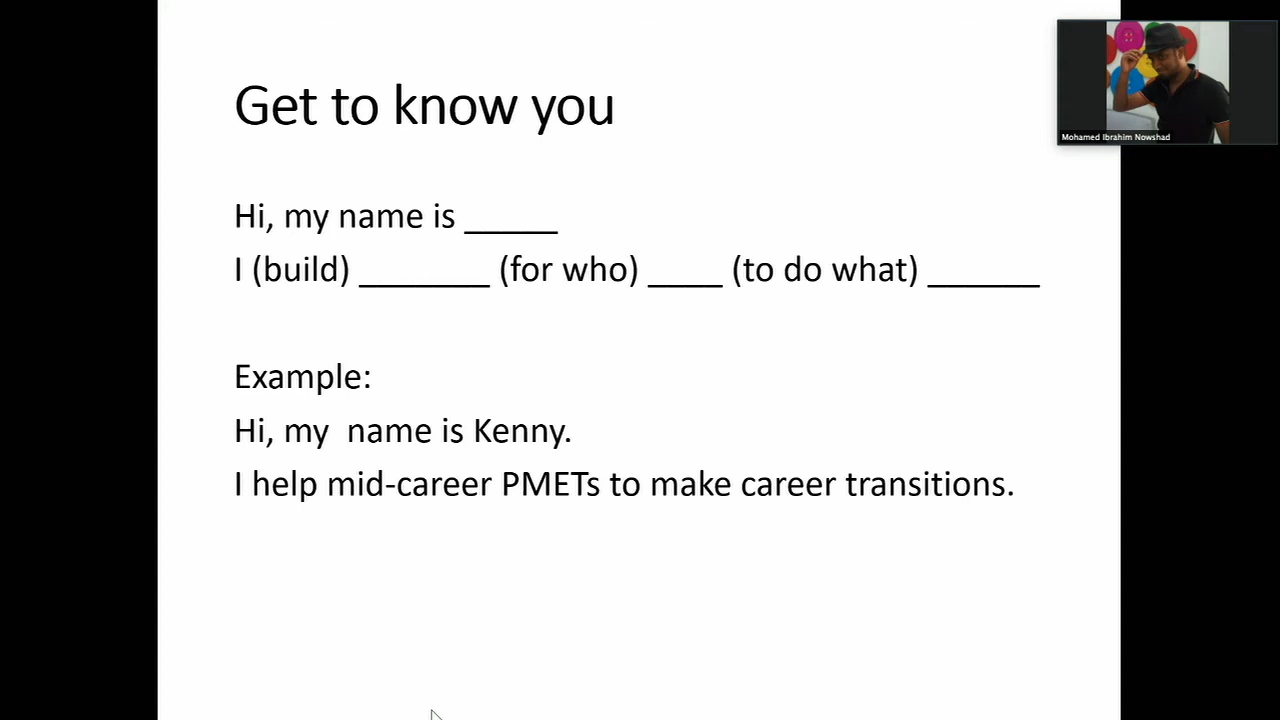 Get to know you
Mohamed Ibrahim Nowshad
Hi, my name is _____
I (build) _______ (for who) ____ (to do what) ______
Example:
Hi, my  name is Kenny.
I help mid-career PMETs to make career transitions.